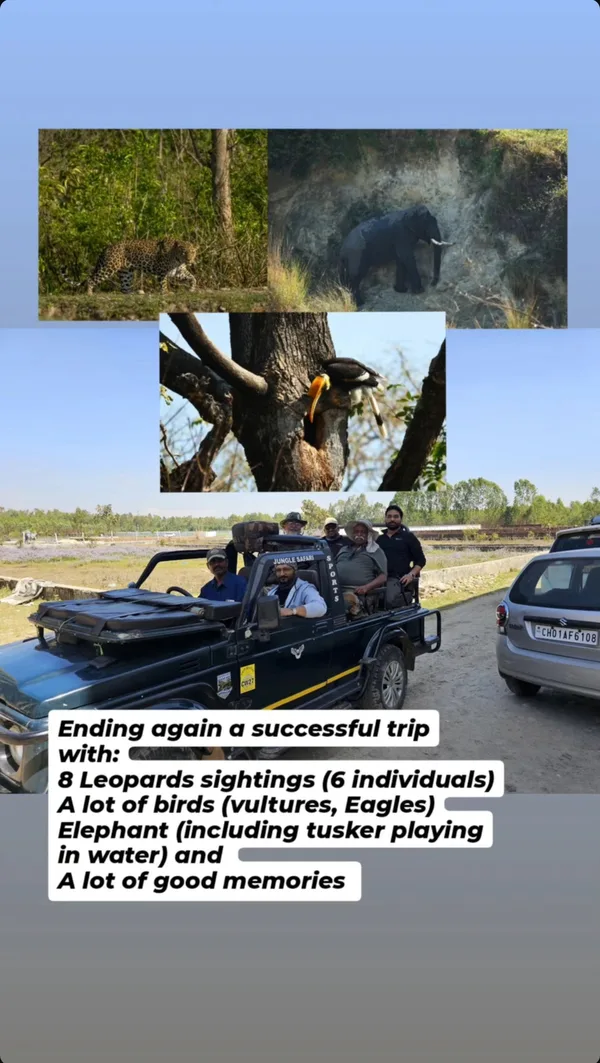 JUNGLE SAFARI
SPORTS
CH01AF6108
Ending again a successful trip
with:
8 Leopards sightings (6 individuals)
A lot of birds (vultures, Eagles)
Elephant (including tusker playing
in water) and
A lot of good memories